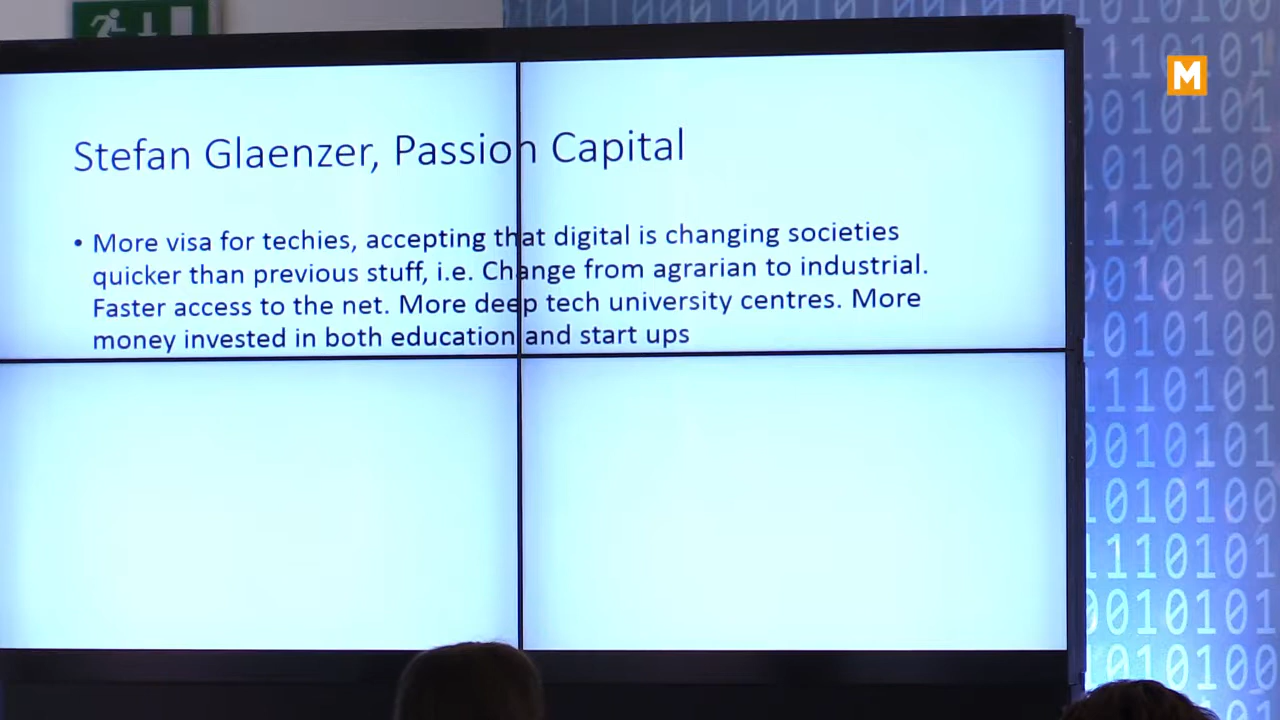 M
Stefan Glaenzer, Passion Capital
• More visa for techies, accepting that digital is changing societies
quicker than previous stuff, i.e. Change from agrarian to industrial.
Faster access to the net. More deep tech university centres. More
money invested in both education and start ups